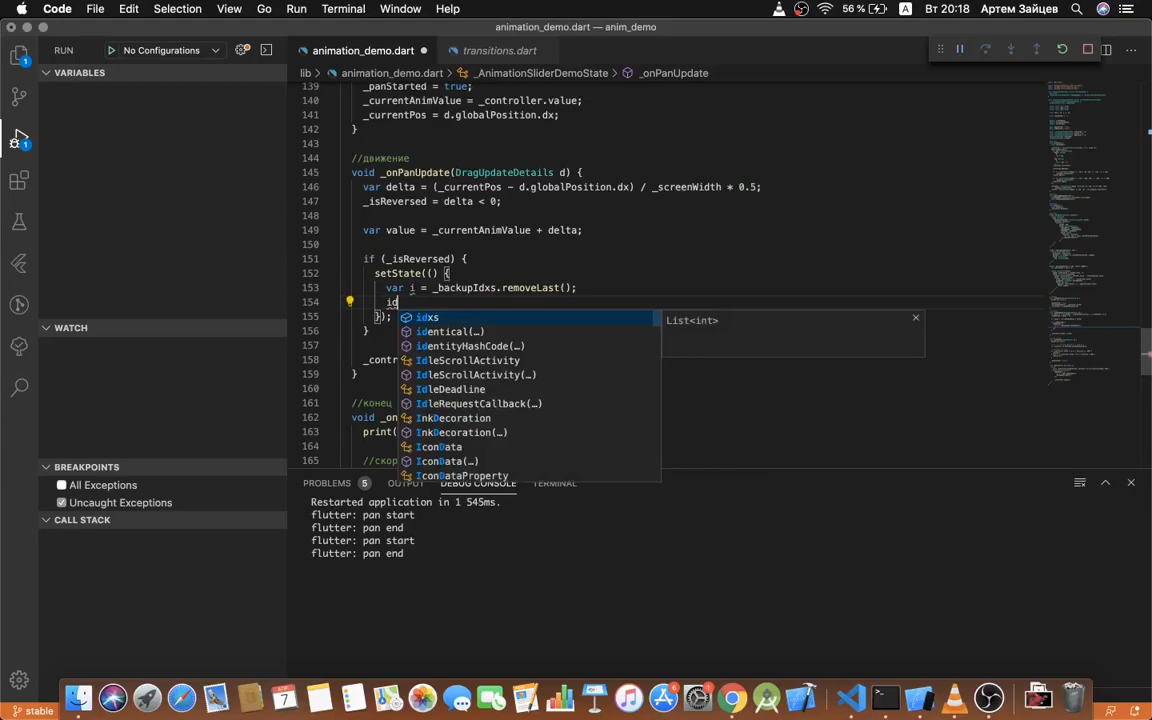 Code File Edit Selection View Go Run Terminal Window Help 56 % A Вт 20:18 Артем Зайцев
animation_demo.dart — anim_demo
RUN No Configurations animation_demo.dart transitions.dart
VARIABLES
lib > animation_demo.dart > _AnimationSliderDemoState > _onPanUpdate
139 _panStarted = true;
140 _currentAnimValue = _controller.value;
141 _currentPos = d.globalPosition.dx;
142 }
143
144 //движение
145 void _onPanUpdate(DragUpdateDetails d) {
146 var delta = (_currentPos - d.globalPosition.dx) / _screenWidth * 0.5;
147 _isReversed = delta < 0;
148
149 var value = _currentAnimValue + delta;
150
151 if (_isReversed) {
152 setState(() {
153 var i = _backupIdxs.removeLast();
154 id
155 });
156 }
157
158 _contr
159 }
160
161 //конец
162 void _on
163 print(
164
165 //скор
idxs
identical(…)
identityHashCode(…)
IdleScrollActivity
IdleScrollActivity(…)
IdleDeadline
IdleRequestCallback(…)
InkDecoration
InkDecoration(…)
IconData
IconData(…)
IconDataProperty
List<int>
WATCH
BREAKPOINTS
All Exceptions
Uncaught Exceptions
CALL STACK
PROBLEMS 5 OUTPUT DEBUG CONSOLE TERMINAL
Restarted application in 1 545ms.
flutter: pan start
flutter: pan end
flutter: pan start
flutter: pan end
stable